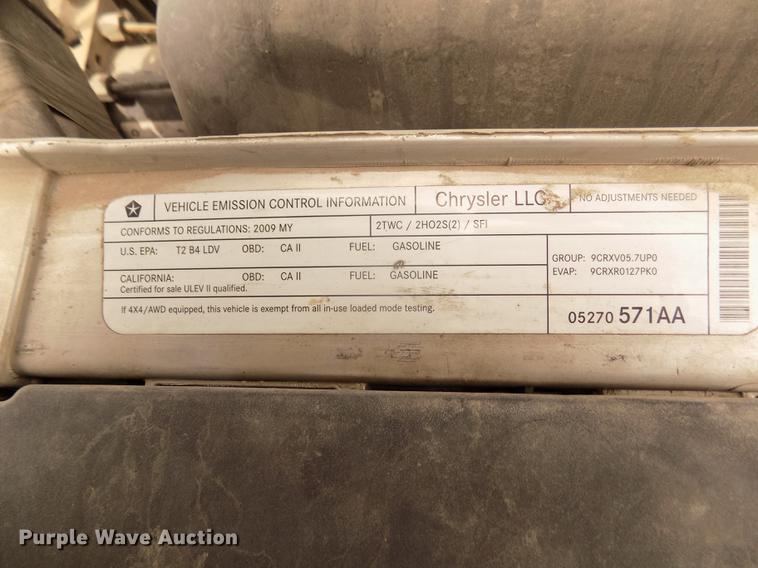 VEHICLE EMISSION CONTROL INFORMATION Chrysler LLC NO ADJUSTMENTS NEEDED
CONFORMS TO REGULATIONS: 2009 MY 2TWC / 2HO2S(2) / SFI
U.S. EPA: T2 B4 LDV OBD: CA II FUEL: GASOLINE
GROUP: 9CRXV05.7UP0
EVAP: 9CRXR0127PK0
CALIFORNIA: OBD: CA II FUEL: GASOLINE
Certified for sale ULEV II qualified.
If 4X4/AWD equipped, this vehicle is exempt from all in-use loaded mode testing.
05270 571AA
Purple Wave Auction®